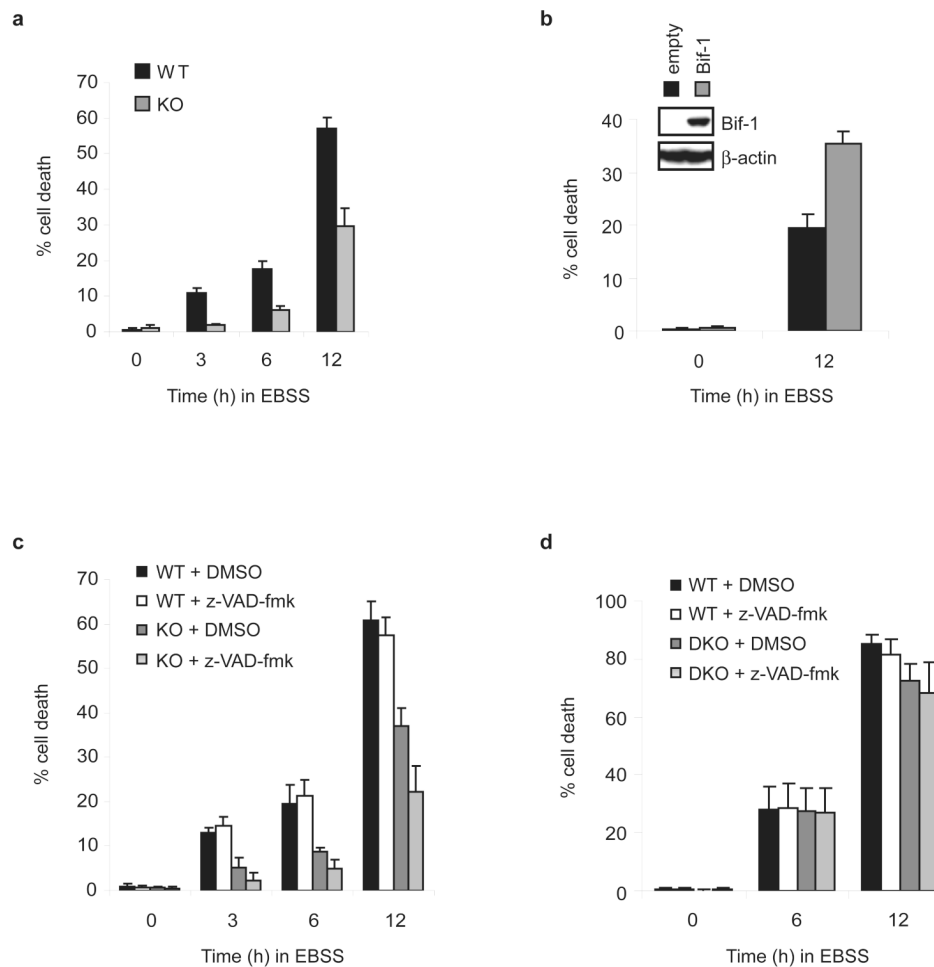 a
WT
KO
70
60
50
40
30
20
10
0
% cell death
0 3 6 12
Time (h) in EBSS
b
empty
Bif-1
Bif-1
β-actin
40
30
20
10
0
% cell death
0 12
Time (h) in EBSS
c
WT + DMSO
WT + z-VAD-fmk
KO + DMSO
KO + z-VAD-fmk
70
60
50
40
30
20
10
0
% cell death
0 3 6 12
Time (h) in EBSS
d
WT + DMSO
WT + z-VAD-fmk
DKO + DMSO
DKO + z-VAD-fmk
100
80
60
40
20
0
% cell death
0 6 12
Time (h) in EBSS